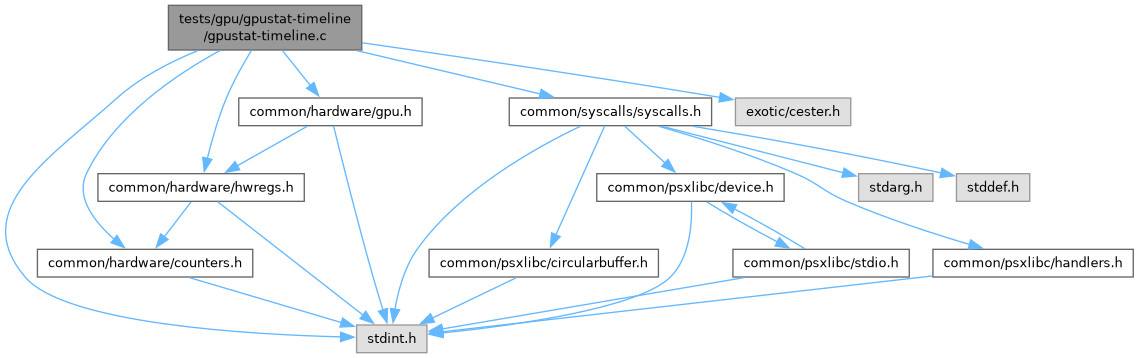 tests/gpu/gpustat-timeline
/gpustat-timeline.c
common/hardware/gpu.h
common/syscalls/syscalls.h
exotic/cester.h
common/hardware/hwregs.h
common/psxlibc/device.h
stdarg.h
stddef.h
common/hardware/counters.h
common/psxlibc/circularbuffer.h
common/psxlibc/stdio.h
common/psxlibc/handlers.h
stdint.h